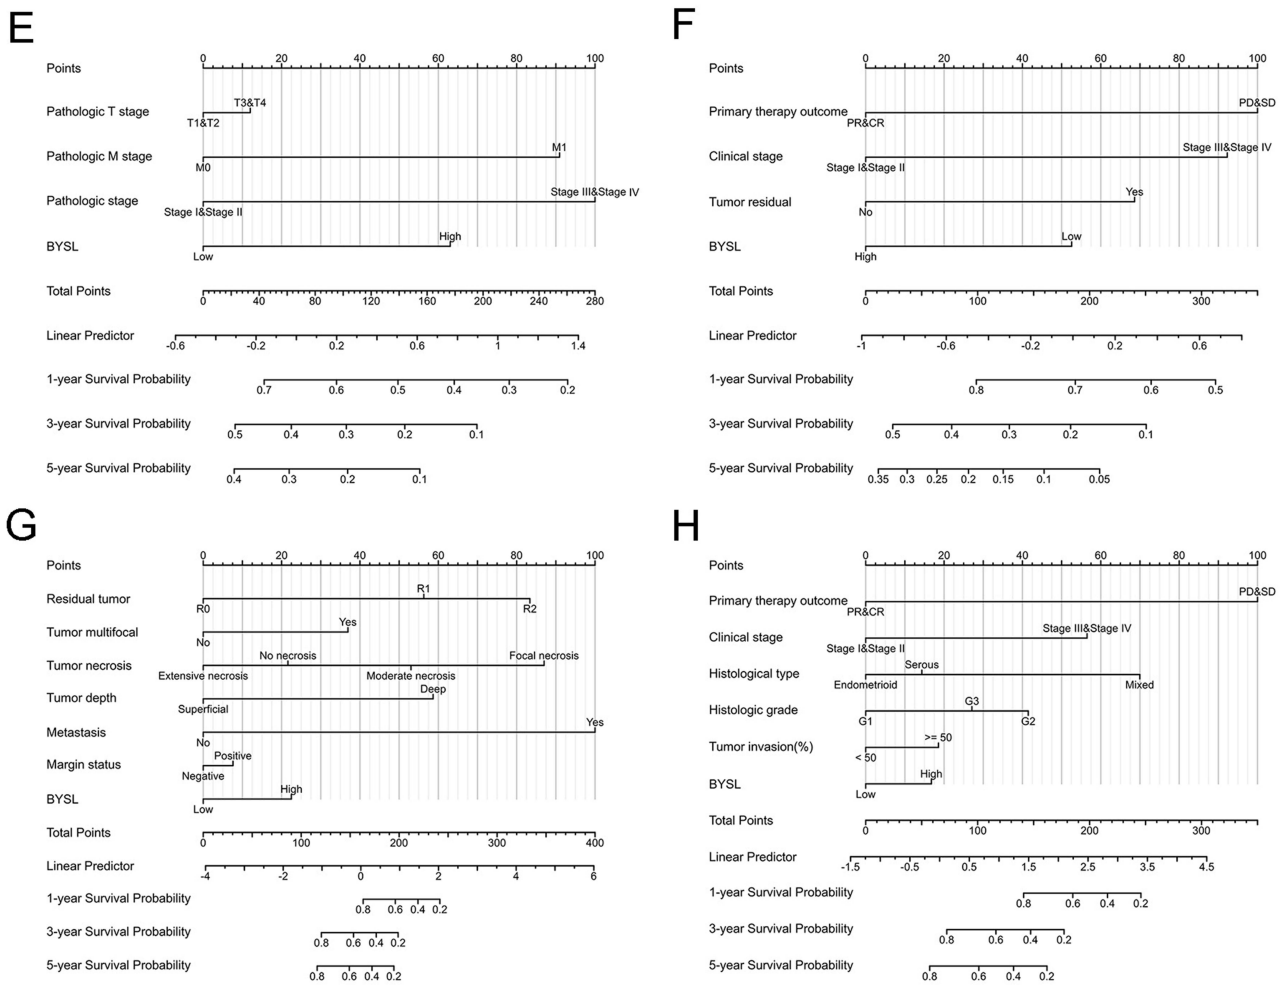 E
0 20 40 60 80 100
Points
T3&T4
Pathologic T stage
T1&T2
M1
Pathologic M stage
M0
Stage III&Stage IV
Pathologic stage
Stage I&Stage II
High
BYSL
Low
Total Points
0 40 80 120 160 200 240 280
Linear Predictor
-0.6 -0.2 0.2 0.6 1 1.4
1-year Survival Probability
0.7 0.6 0.5 0.4 0.3 0.2
3-year Survival Probability
0.5 0.4 0.3 0.2 0.1
5-year Survival Probability
0.4 0.3 0.2 0.1
F
0 20 40 60 80 100
Points
PD&SD
Primary therapy outcome
PR&CR
Stage III&Stage IV
Clinical stage
Stage I&Stage II
Yes
Tumor residual
No
Low
BYSL
High
Total Points
0 100 200 300
Linear Predictor
-1 -0.6 -0.2 0.2 0.6
1-year Survival Probability
0.8 0.7 0.6 0.5
3-year Survival Probability
0.5 0.4 0.3 0.2 0.1
5-year Survival Probability
0.35 0.3 0.25 0.2 0.15 0.1 0.05
G
0 20 40 60 80 100
Points
R1
Residual tumor
R0 R2
Yes
Tumor multifocal
No
No necrosis Focal necrosis
Tumor necrosis
Extensive necrosis Moderate necrosis
Deep
Tumor depth
Superficial
Yes
Metastasis
No
Positive
Margin status
Negative
High
BYSL
Low
Total Points
0 100 200 300 400
Linear Predictor
-4 -2 0 2 4 6
1-year Survival Probability
0.8 0.6 0.4 0.2
3-year Survival Probability
0.8 0.6 0.4 0.2
5-year Survival Probability
0.8 0.6 0.4 0.2
H
0 20 40 60 80 100
Points
PD&SD
Primary therapy outcome
PR&CR
Stage III&Stage IV
Clinical stage
Stage I&Stage II
Serous
Histological type
Endometrioid Mixed
G3
Histologic grade
G1 G2
>= 50
Tumor invasion(%)
< 50
High
BYSL
Low
Total Points
0 100 200 300
Linear Predictor
-1.5 -0.5 0.5 1.5 2.5 3.5 4.5
1-year Survival Probability
0.8 0.6 0.4 0.2
3-year Survival Probability
0.8 0.6 0.4 0.2
5-year Survival Probability
0.8 0.6 0.4 0.2